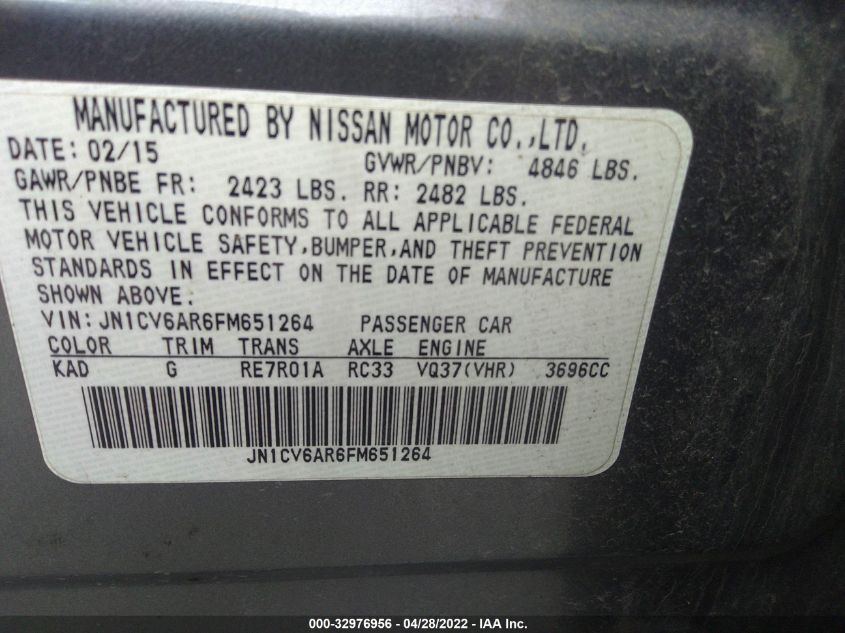 MANUFACTURED BY NISSAN MOTOR CO.,LTD.
DATE: 02/15 GVWR/PNBV: 4846 LBS.
GAWR/PNBE FR: 2423 LBS. RR: 2482 LBS.
THIS VEHICLE CONFORMS TO ALL APPLICABLE FEDERAL
MOTOR VEHICLE SAFETY,BUMPER,AND THEFT PREVENTION
STANDARDS IN EFFECT ON THE DATE OF MANUFACTURE
SHOWN ABOVE.
VIN: JN1CV6AR6FM651264 PASSENGER CAR
COLOR TRIM TRANS AXLE ENGINE
KAD G RE7R01A RC33 VQ37(VHR) 3696CC
JN1CV6AR6FM651264
000-32976956 - 04/28/2022 - IAA Inc.